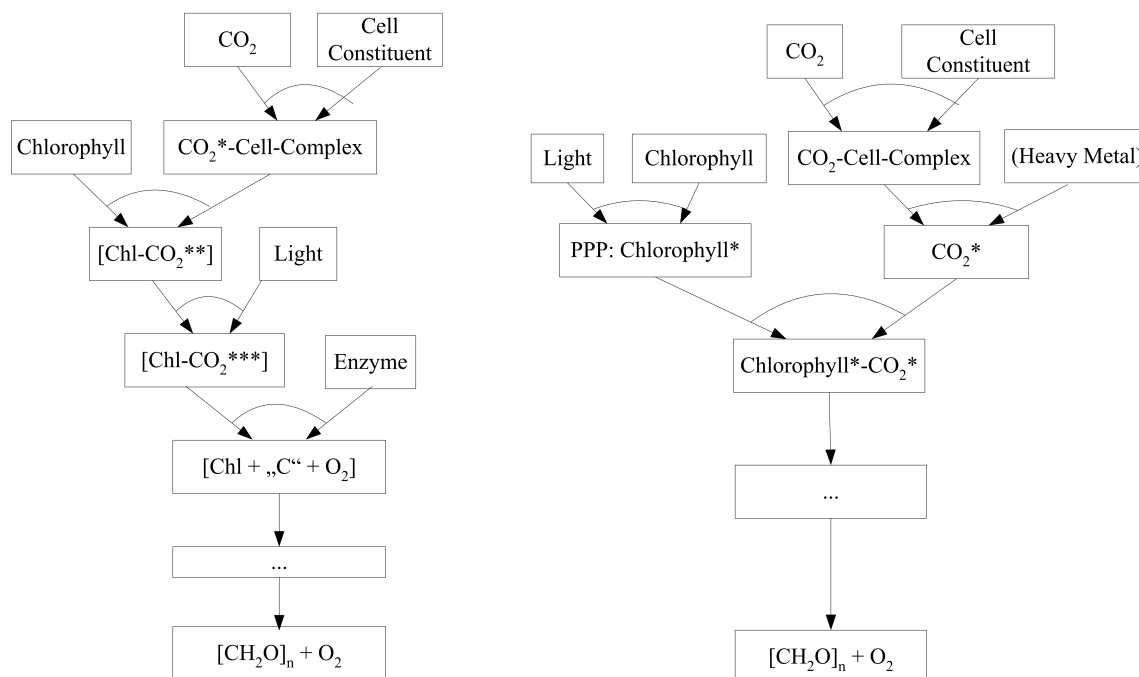 CO₂
Cell
Constituent
Chlorophyll
CO₂*-Cell-Complex
[Chl-CO₂**]
Light
[Chl-CO₂***]
Enzyme
[Chl + „C“ + O₂]
...
[CH₂O]ₙ + O₂
CO₂
Cell
Constituent
Light
Chlorophyll
CO₂-Cell-Complex
(Heavy Metal)
PPP: Chlorophyll*
CO₂*
Chlorophyll*-CO₂*
...
[CH₂O]ₙ + O₂